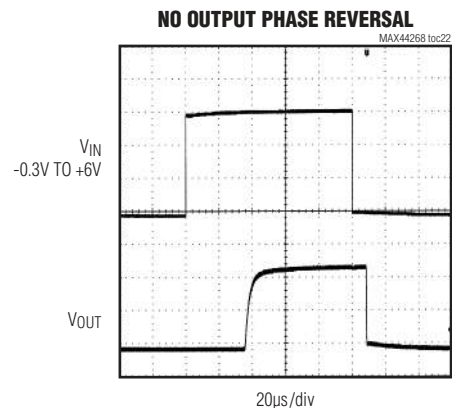 NO OUTPUT PHASE REVERSAL
MAX44268 toc22
VIN
-0.3V TO +6V
VOUT
20µs/div